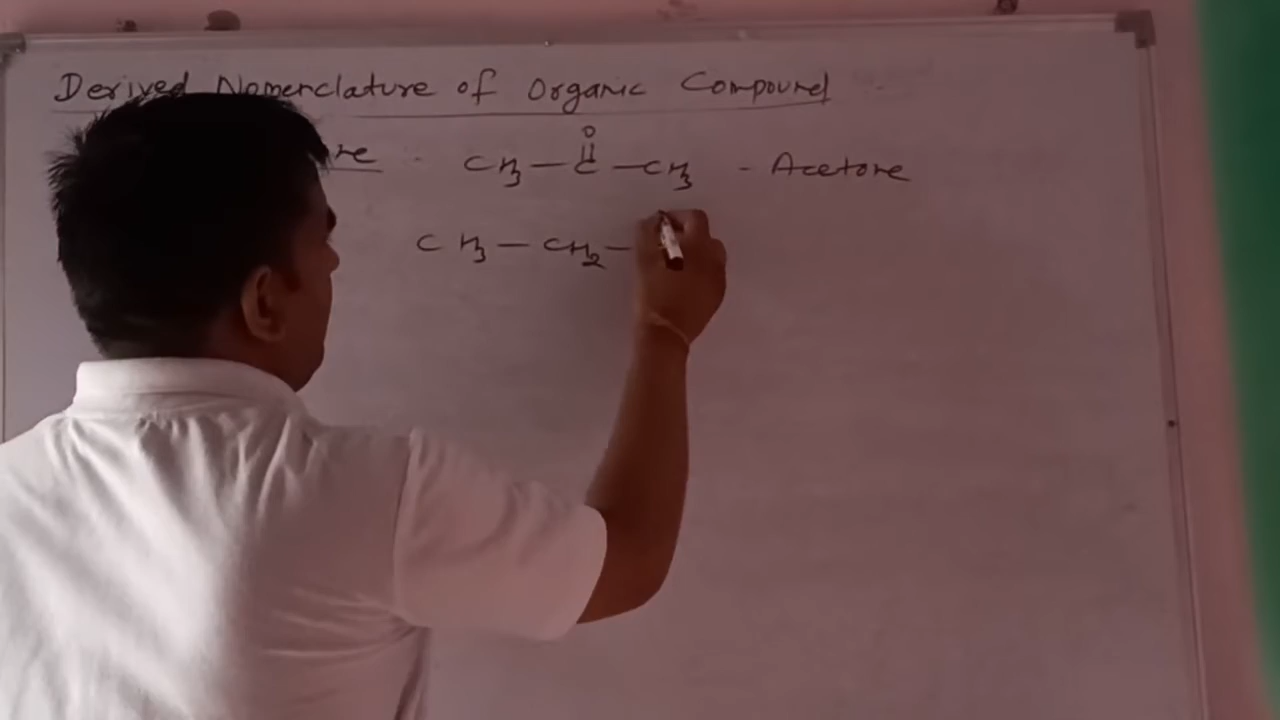 Derived Nomenclature of Organic Compound
O
re - CH3 — C — CH3 - Acetone
CH3 — CH2 —